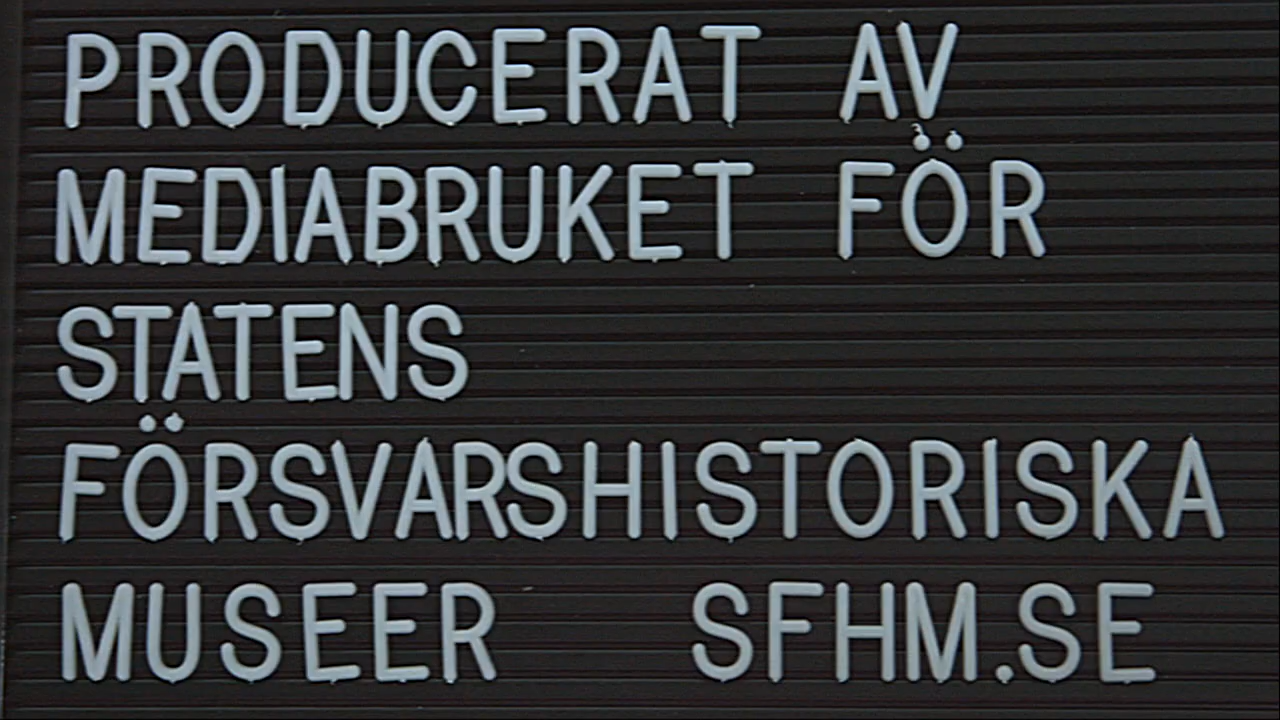 PRODUCERAT AV
MEDIABRUKET FÖR
STATENS
FÖRSVARSHISTORISKA
MUSEER SFHM.SE